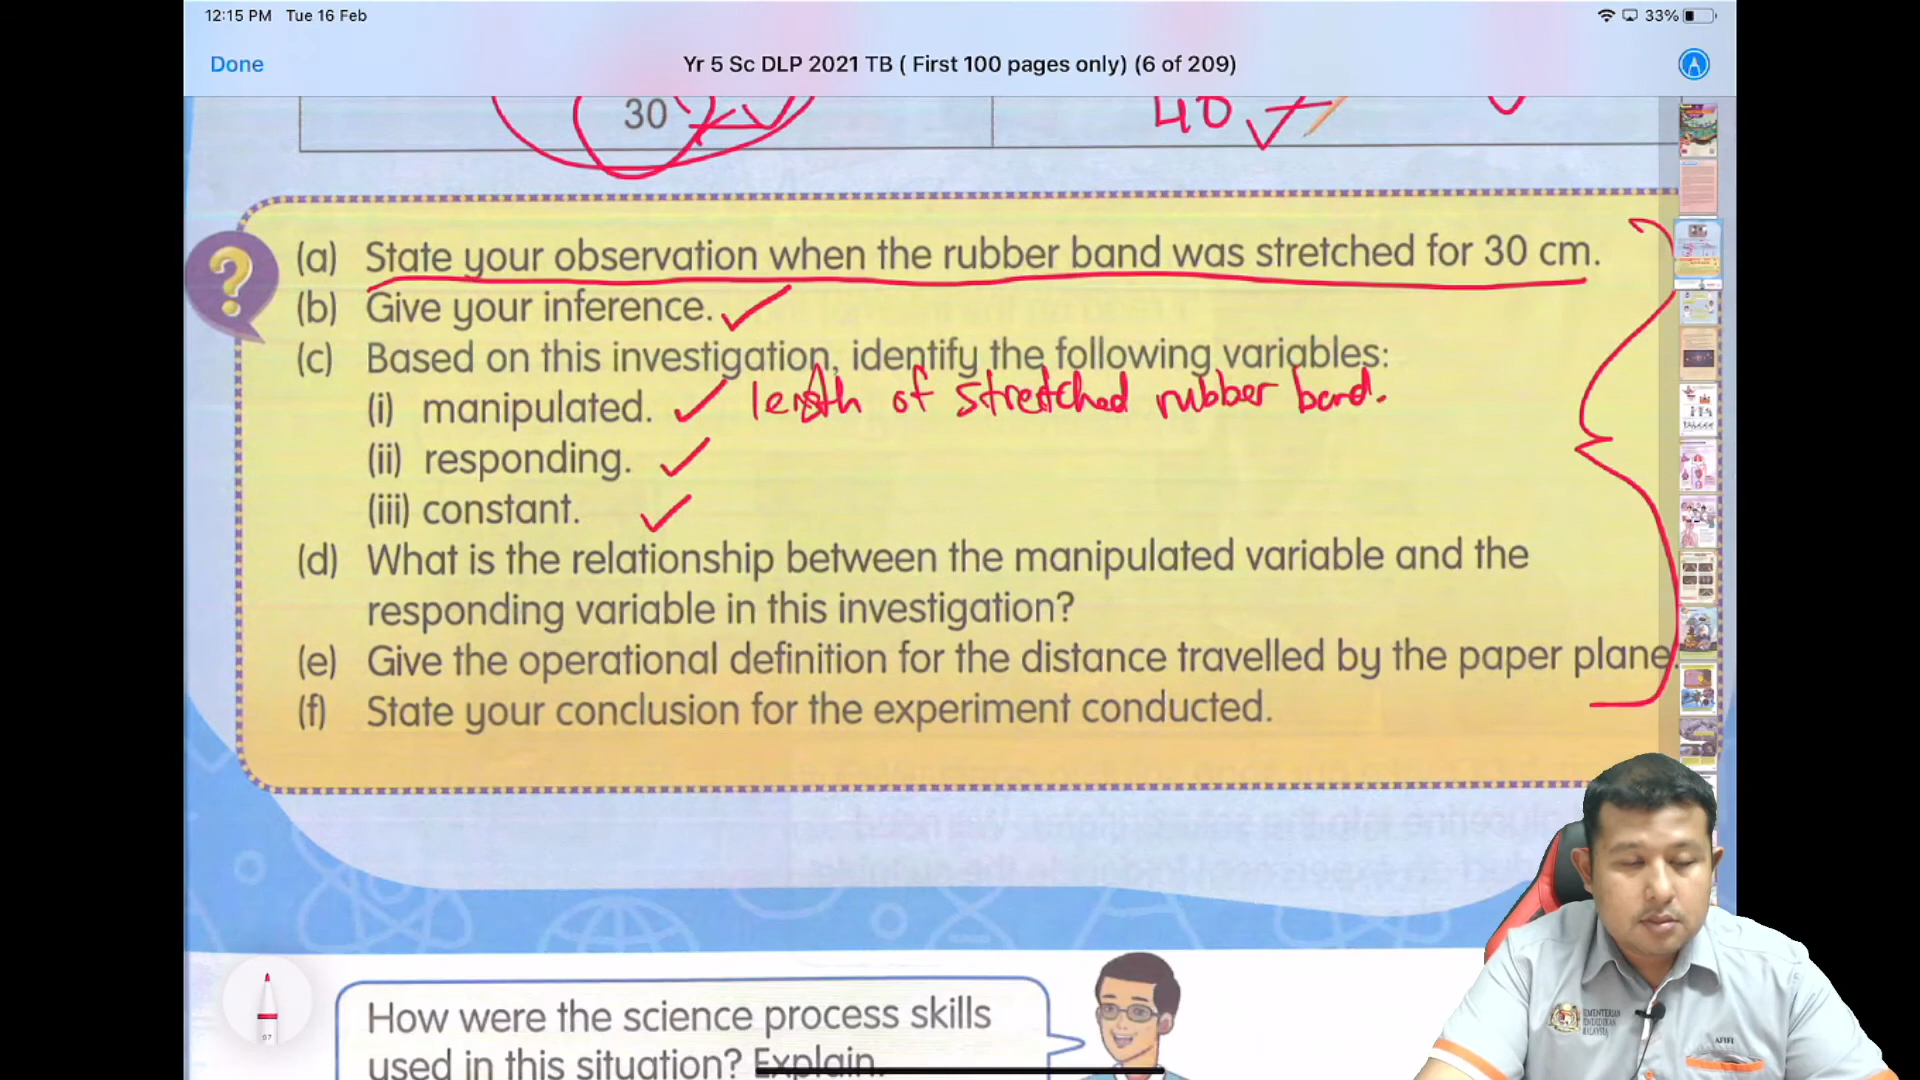 12:15 PM Tue 16 Feb
33%
Done
Yr 5 Sc DLP 2021 TB ( First 100 pages only) (6 of 209)
30
40
(a) State your observation when the rubber band was stretched for 30 cm.
(b) Give your inference.
(c) Based on this investigation, identify the following variables:
(i) manipulated.
length of stretched rubber band.
(ii) responding.
(iii) constant.
(d) What is the relationship between the manipulated variable and the
responding variable in this investigation?
(e) Give the operational definition for the distance travelled by the paper plane.
(f) State your conclusion for the experiment conducted.
How were the science process skills
used in this situation? Explain.
97
KEMENTERIAN
PENDIDIKAN
MALAYSIA
AFIFI